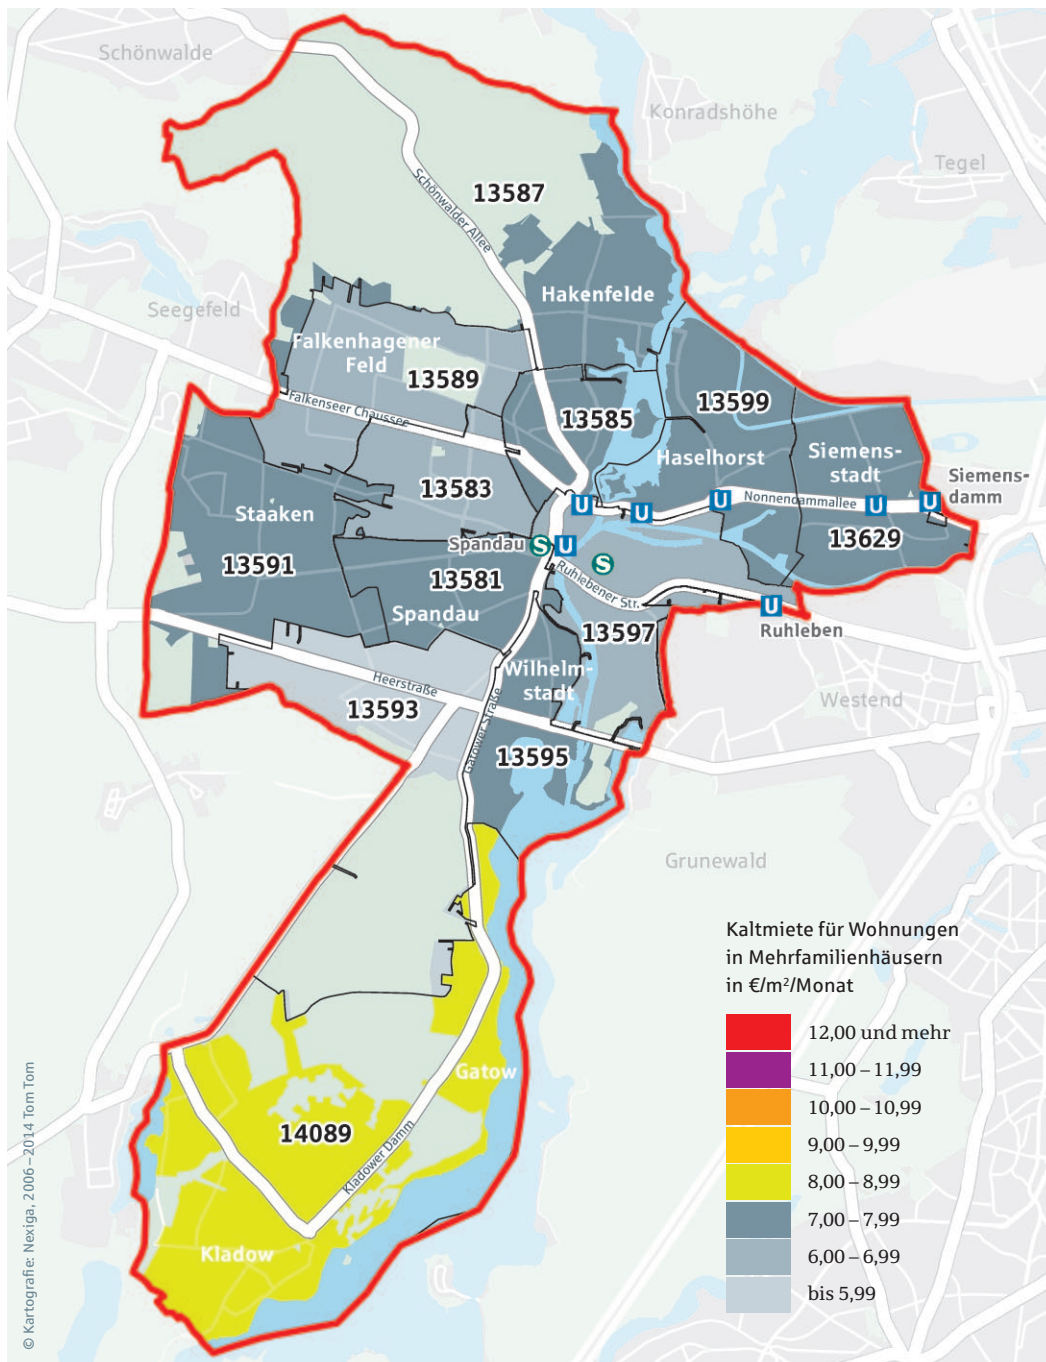 Schönwalde
Konradshöhe
Tegel
13587
Schönwalder Allee
Hakenfelde
Seegefeld
Falkenhagener
Feld
13589
Falkenseer Chaussee
13585
13599
Haselhorst
Siemens-
stadt
Siemens-
damm
13583
U
U
U
Nonnendammallee
U
U
Staaken
Spandau
S
U
S
13629
13591
13581
Ruhlebener Str.
Spandau
U
Ruhleben
13597
Wilhelm-
stadt
Heerstraße
13593
Gatower Straße
Westend
13595
Grunewald
Gatow
14089
Kladower Damm
Kladow
Kaltmiete für Wohnungen
in Mehrfamilienhäusern
in €/m²/Monat
12,00 und mehr
11,00 – 11,99
10,00 – 10,99
9,00 – 9,99
8,00 – 8,99
7,00 – 7,99
6,00 – 6,99
bis 5,99
© Kartografie: Nexiga, 2006 – 2014 Tom Tom